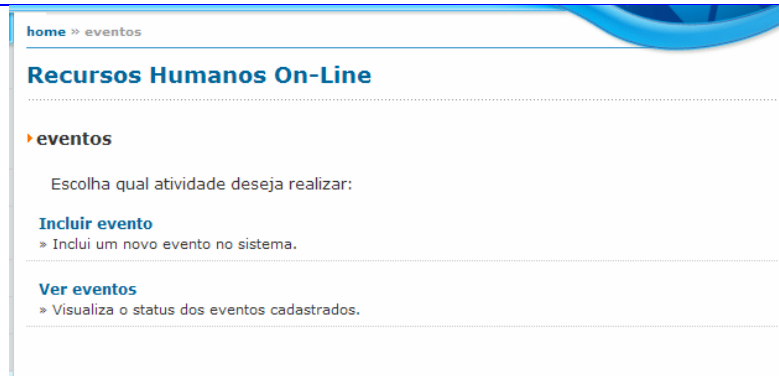 home » eventos
Recursos Humanos On-Line
eventos
Escolha qual atividade deseja realizar:
Incluir evento
» Inclui um novo evento no sistema.
Ver eventos
» Visualiza o status dos eventos cadastrados.